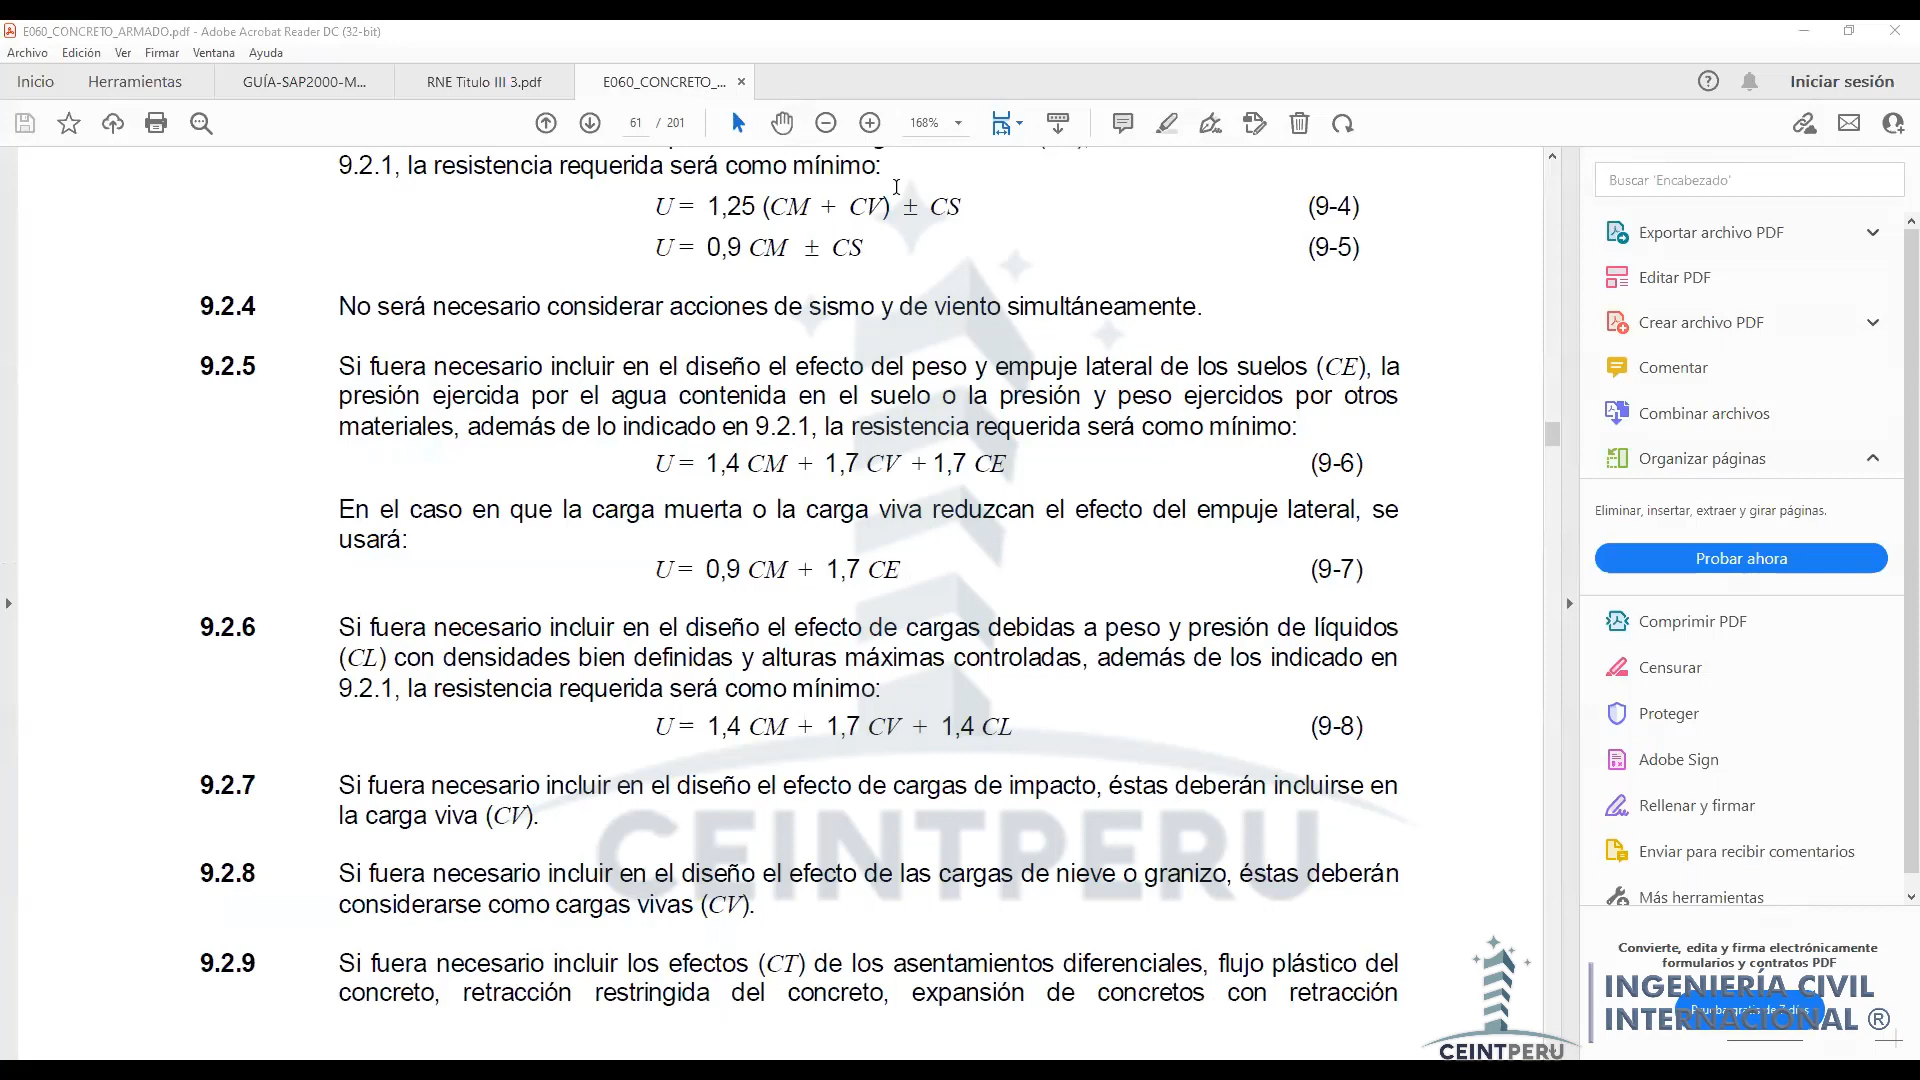 E060_CONCRETO_ARMADO.pdf - Adobe Acrobat Reader DC (32-bit)
Archivo Edición Ver Firmar Ventana Ayuda
Inicio Herramientas GUÍA-SAP2000-M... RNE Titulo III 3.pdf E060_CONCRETO_... × Iniciar sesión
61 / 201 168%
9.2.1, la resistencia requerida será como mínimo:
U = 1,25 (CM + CV) ± CS (9-4)
U = 0,9 CM ± CS (9-5)
9.2.4 No será necesario considerar acciones de sismo y de viento simultáneamente.
9.2.5 Si fuera necesario incluir en el diseño el efecto del peso y empuje lateral de los suelos (CE), la
presión ejercida por el agua contenida en el suelo o la presión y peso ejercidos por otros
materiales, además de lo indicado en 9.2.1, la resistencia requerida será como mínimo:
U = 1,4 CM + 1,7 CV + 1,7 CE (9-6)
En el caso en que la carga muerta o la carga viva reduzcan el efecto del empuje lateral, se
usará:
U = 0,9 CM + 1,7 CE (9-7)
9.2.6 Si fuera necesario incluir en el diseño el efecto de cargas debidas a peso y presión de líquidos
(CL) con densidades bien definidas y alturas máximas controladas, además de los indicado en
9.2.1, la resistencia requerida será como mínimo:
U = 1,4 CM + 1,7 CV + 1,4 CL (9-8)
9.2.7 Si fuera necesario incluir en el diseño el efecto de cargas de impacto, éstas deberán incluirse en
la carga viva (CV).
9.2.8 Si fuera necesario incluir en el diseño el efecto de las cargas de nieve o granizo, éstas deberán
considerarse como cargas vivas (CV).
9.2.9 Si fuera necesario incluir los efectos (CT) de los asentamientos diferenciales, flujo plástico del
concreto, retracción restringida del concreto, expansión de concretos con retracción
CEINTPERU
Buscar 'Encabezado'
Exportar archivo PDF
Editar PDF
Crear archivo PDF
Comentar
Combinar archivos
Organizar páginas
Eliminar, insertar, extraer y girar páginas.
Probar ahora
Comprimir PDF
Censurar
Proteger
Adobe Sign
Rellenar y firmar
Enviar para recibir comentarios
Más herramientas
Convierte, edita y firma electrónicamente
formularios y contratos PDF
Prueba gratis de 7 días
INGENIERÍA CIVIL
INTERNACIONAL ®
CEINTPERU